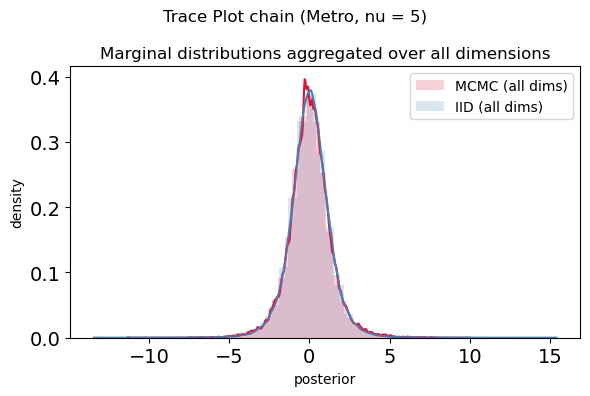 Trace Plot chain (Metro, nu = 5)
Marginal distributions aggregated over all dimensions
MCMC (all dims)
IID (all dims)
density
0.4
0.3
0.2
0.1
0.0
−10
−5
0
5
10
15
posterior